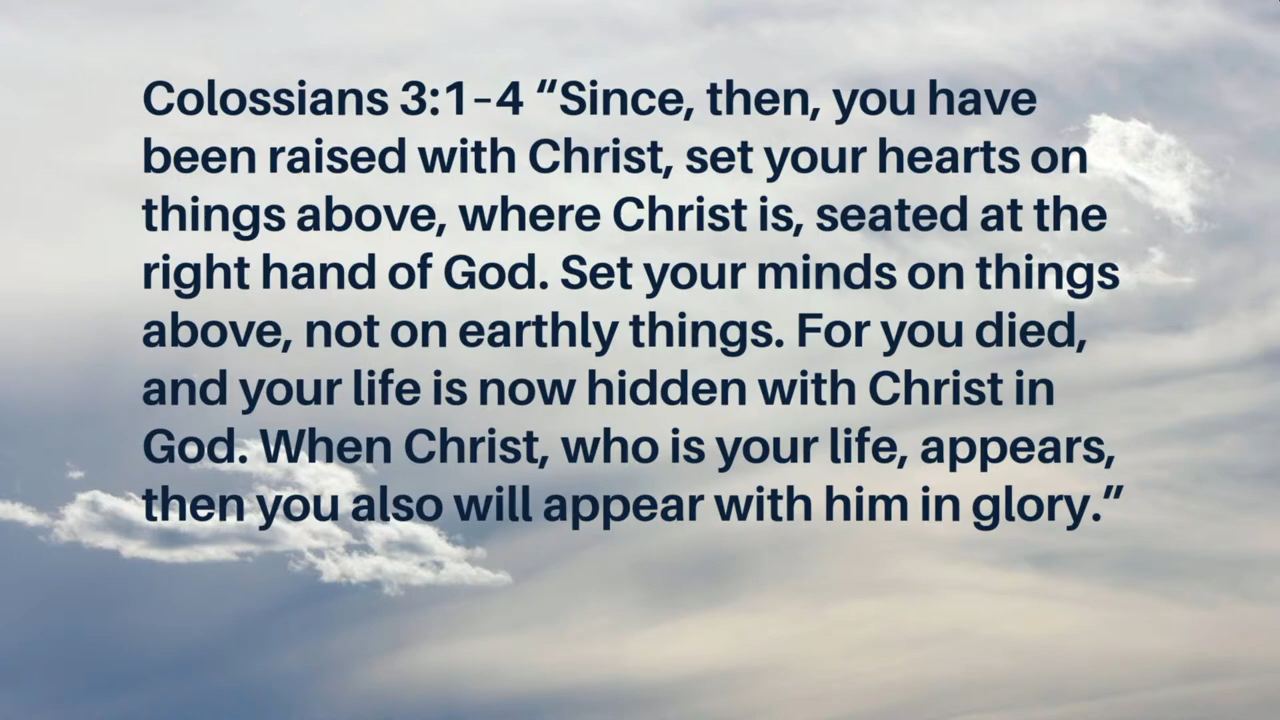 Colossians 3:1–4 “Since, then, you have
been raised with Christ, set your hearts on
things above, where Christ is, seated at the
right hand of God. Set your minds on things
above, not on earthly things. For you died,
and your life is now hidden with Christ in
God. When Christ, who is your life, appears,
then you also will appear with him in glory.”